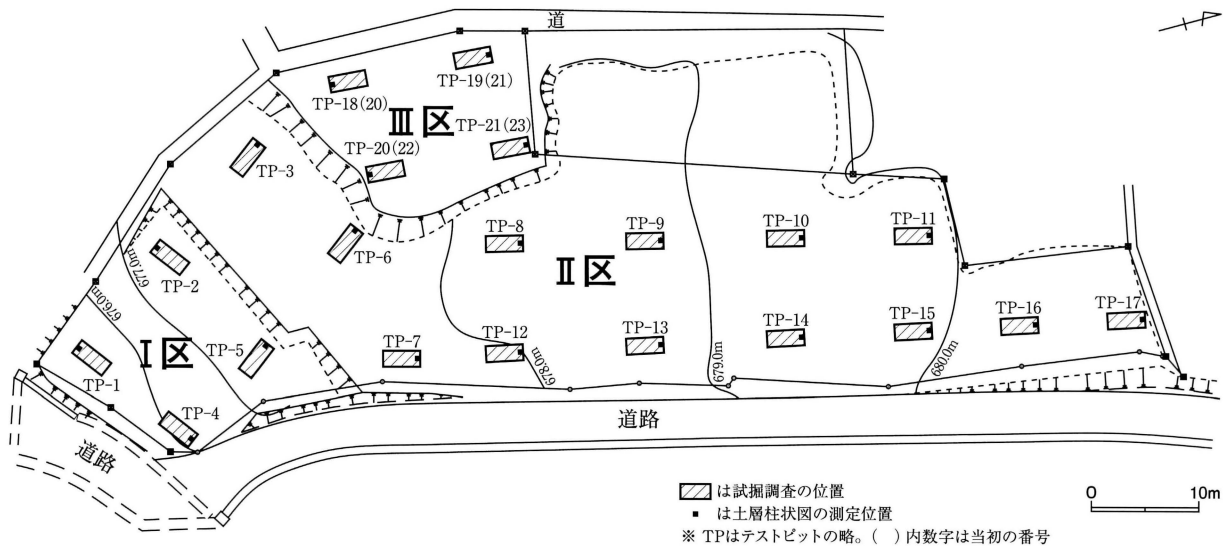 道
TP-19(21)
TP-18(20)
Ⅲ区
TP-21(23)
TP-20(22)
TP-3
TP-8
TP-9
TP-10
TP-11
TP-6
TP-2
677.0m
Ⅱ区
676.0m
TP-16
TP-17
TP-7
TP-12
TP-13
TP-14
TP-15
TP-5
Ⅰ区
TP-1
678.0m
679.0m
680.0m
TP-4
道路
道路
は試掘調査の位置
は土層柱状図の測定位置
※ TPはテストピットの略。( )内数字は当初の番号
0 10m